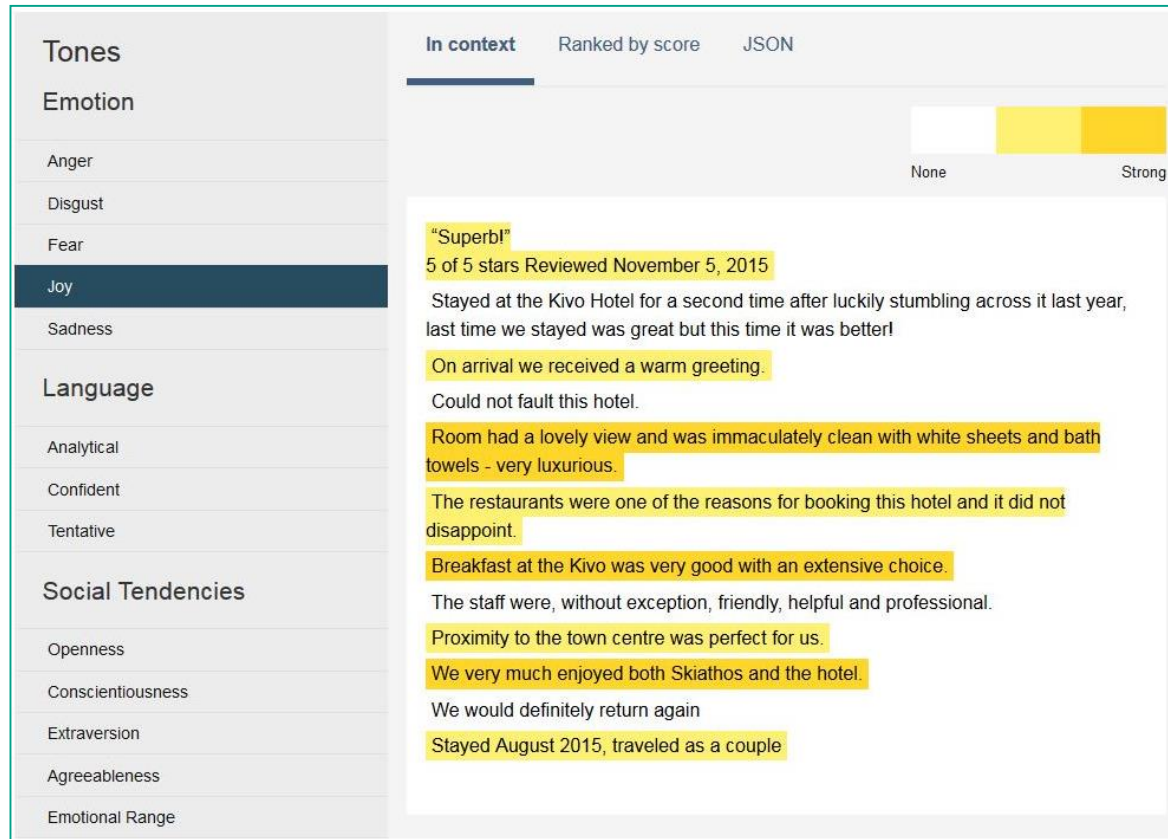 Tones
Emotion
Anger
Disgust
Fear
Joy
Sadness
Language
Analytical
Confident
Tentative
Social Tendencies
Openness
Conscientiousness
Extraversion
Agreeableness
Emotional Range
In context
Ranked by score
JSON
None
Strong
“Superb!”
5 of 5 stars Reviewed November 5, 2015
Stayed at the Kivo Hotel for a second time after luckily stumbling across it last year,
last time we stayed was great but this time it was better!
On arrival we received a warm greeting.
Could not fault this hotel.
Room had a lovely view and was immaculately clean with white sheets and bath
towels - very luxurious.
The restaurants were one of the reasons for booking this hotel and it did not
disappoint.
Breakfast at the Kivo was very good with an extensive choice.
The staff were, without exception, friendly, helpful and professional.
Proximity to the town centre was perfect for us.
We very much enjoyed both Skiathos and the hotel.
We would definitely return again
Stayed August 2015, traveled as a couple